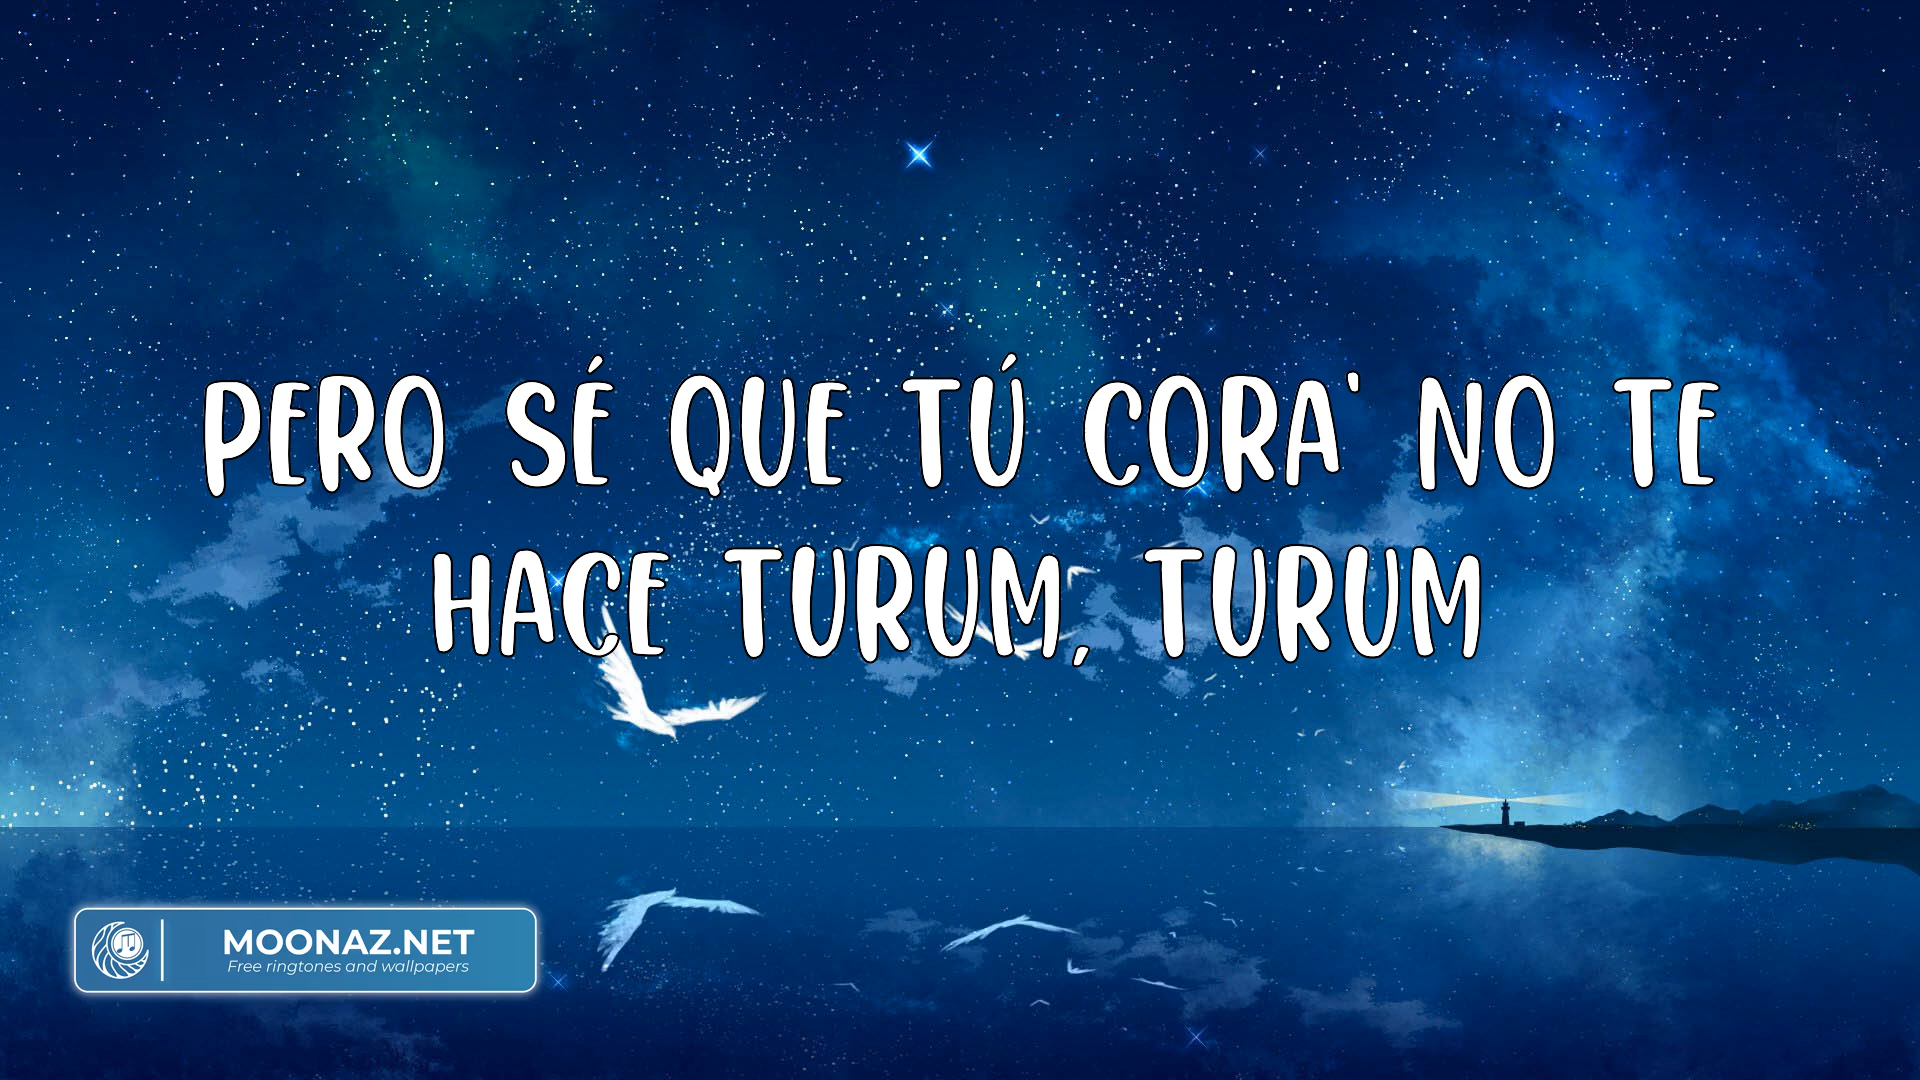 PERO SÉ QUE TÚ CORA' NO TE
HACE TURUM, TURUM
MOONAZ.NET
Free ringtones and wallpapers